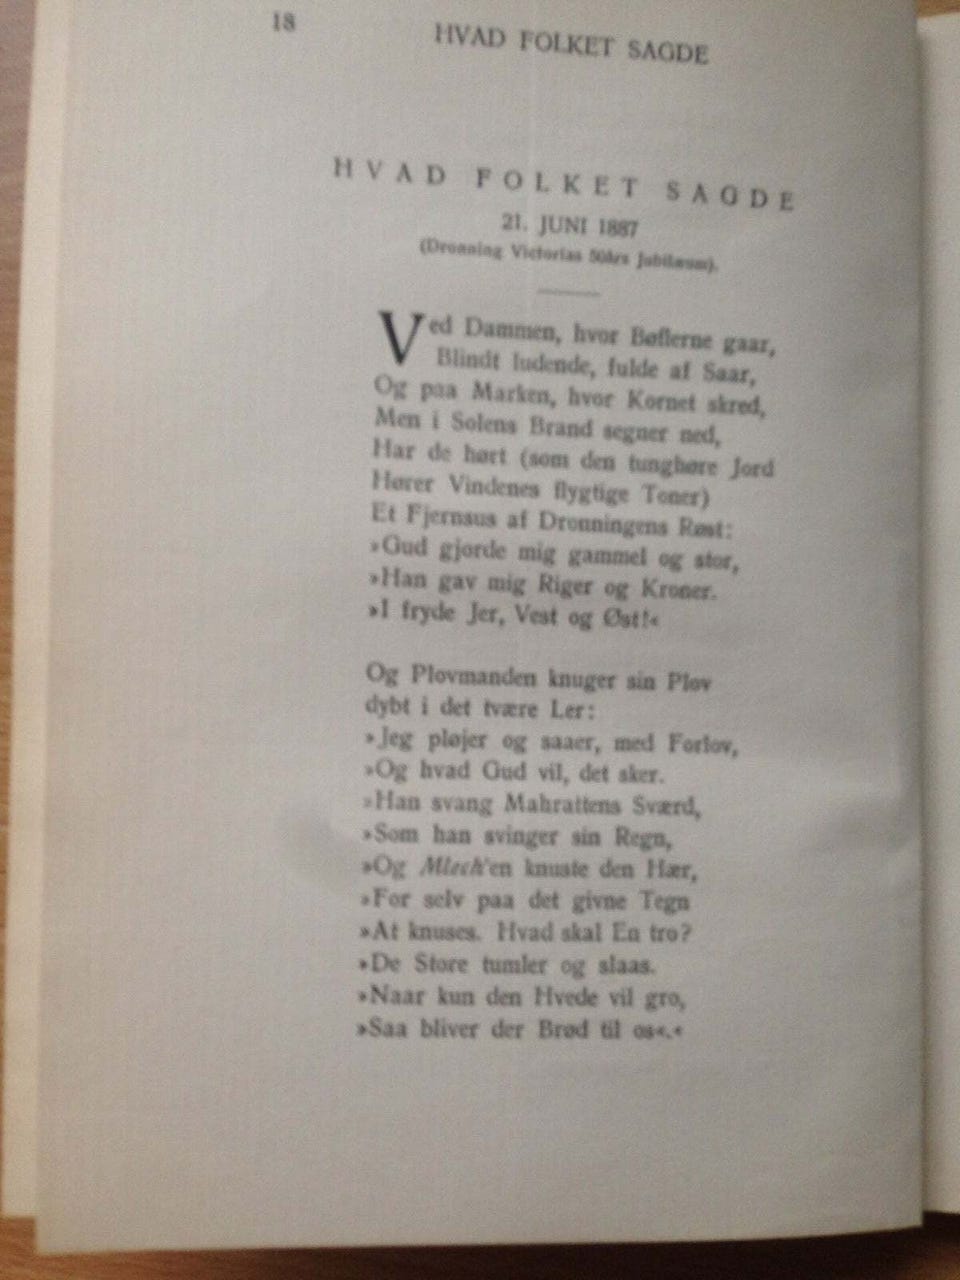 18
HVAD FOLKET SAGDE
HVAD FOLKET SAGDE
21. JUNI 1887
(Dronning Victorias 50Års Jubilæum).
Ved Dammen, hvor Bøflerne gaar,
Blindt ludende, fulde af Saar,
Og paa Marken, hvor Kornet skred,
Men i Solens Brand segner ned,
Har de hørt (som den tunghøre Jord
Hører Vindenes flygtige Toner)
Et Fjernsus af Dronningens Røst:
»Gud gjorde mig gammel og stor,
»Han gav mig Riger og Kroner.
»I fryde Jer, Vest og Øst!«
Og Plovmanden knuger sin Plov
dybt i det tvære Ler:
»Jeg pløjer og saaer, med Forlov,
»Og hvad Gud vil, det sker.
»Han svang Mahrattens Sværd,
»Som han svinger sin Regn,
»Og Mlech'en knuste den Hær,
»For selv paa det givne Tegn
»At knuses. Hvad skal En tro?
»De Store tumler og slaas.
»Naar kun den Hvede vil gro,
»Saa bliver der Brød til os«.«